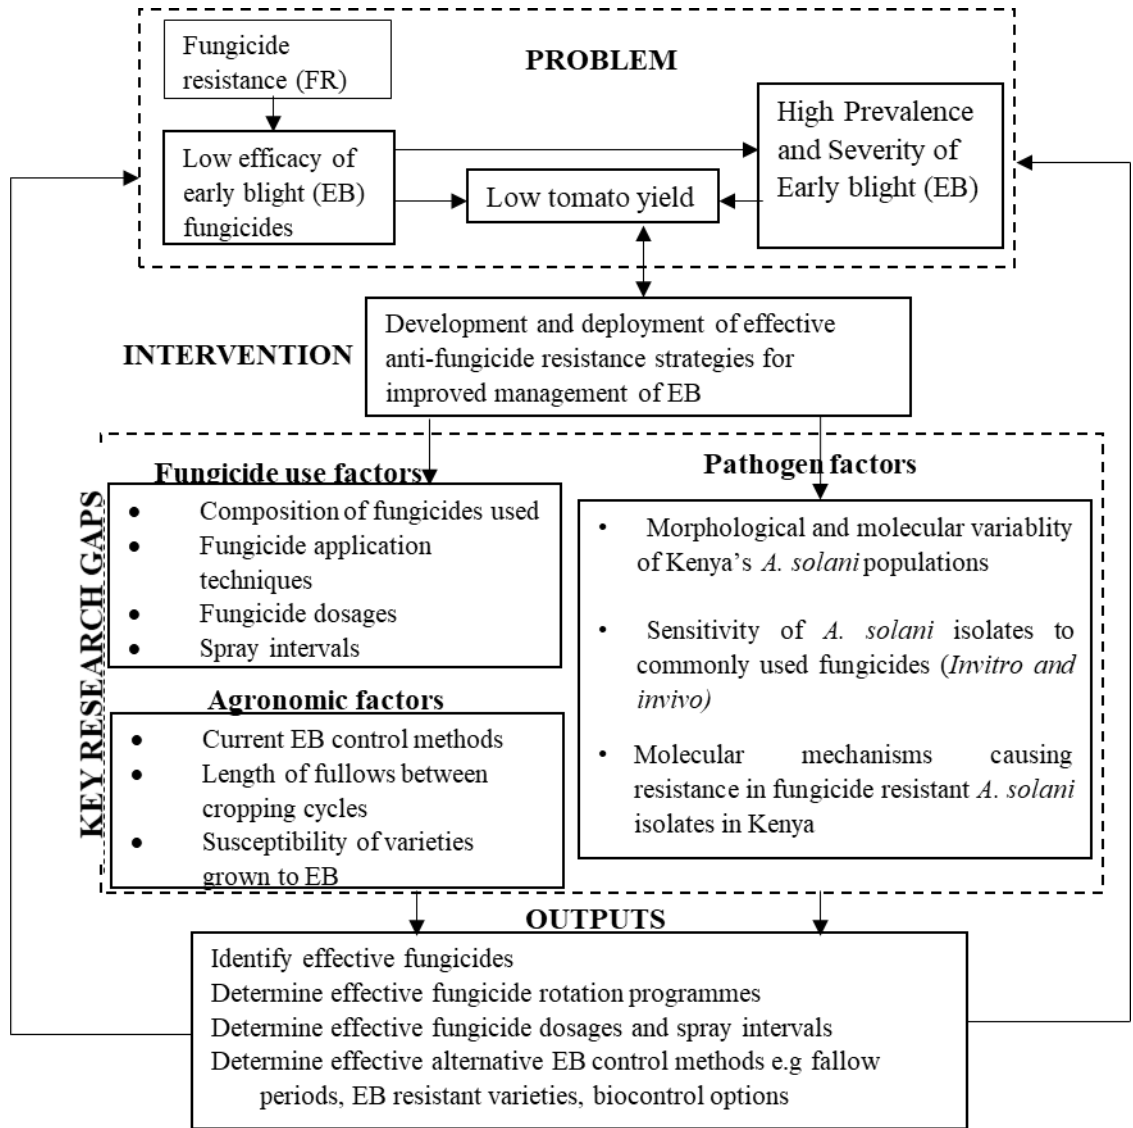 PROBLEM
Fungicide
resistance (FR)
Low efficacy of
early blight (EB)
fungicides
Low tomato yield
High Prevalence
and Severity of
Early blight (EB)
INTERVENTION
Development and deployment of effective
anti-fungicide resistance strategies for
improved management of EB
KEY RESEARCH GAPS
Fungicide use factors
• Composition of fungicides used
• Fungicide application
techniques
• Fungicide dosages
• Spray intervals
Agronomic factors
• Current EB control methods
• Length of fullows between
cropping cycles
• Susceptibility of varieties
grown to EB
Pathogen factors
• Morphological and molecular variablity
of Kenya’s A. solani populations
• Sensitivity of A. solani isolates to
commonly used fungicides (Invitro and
invivo)
• Molecular mechanisms causing
resistance in fungicide resistant A. solani
isolates in Kenya
OUTPUTS
Identify effective fungicides
Determine effective fungicide rotation programmes
Determine effective fungicide dosages and spray intervals
Determine effective alternative EB control methods e.g fallow
periods, EB resistant varieties, biocontrol options